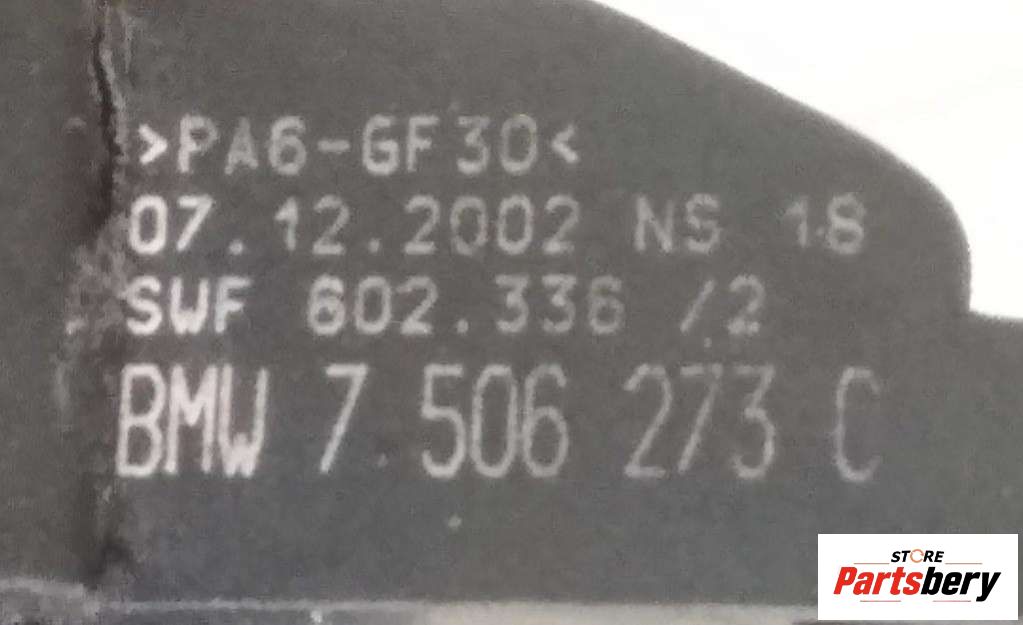 >PA6-GF30<
07.12.2002 NS 18
SWF 602.336 /2
BMW 7 506 273 C
STORE
Partsbery